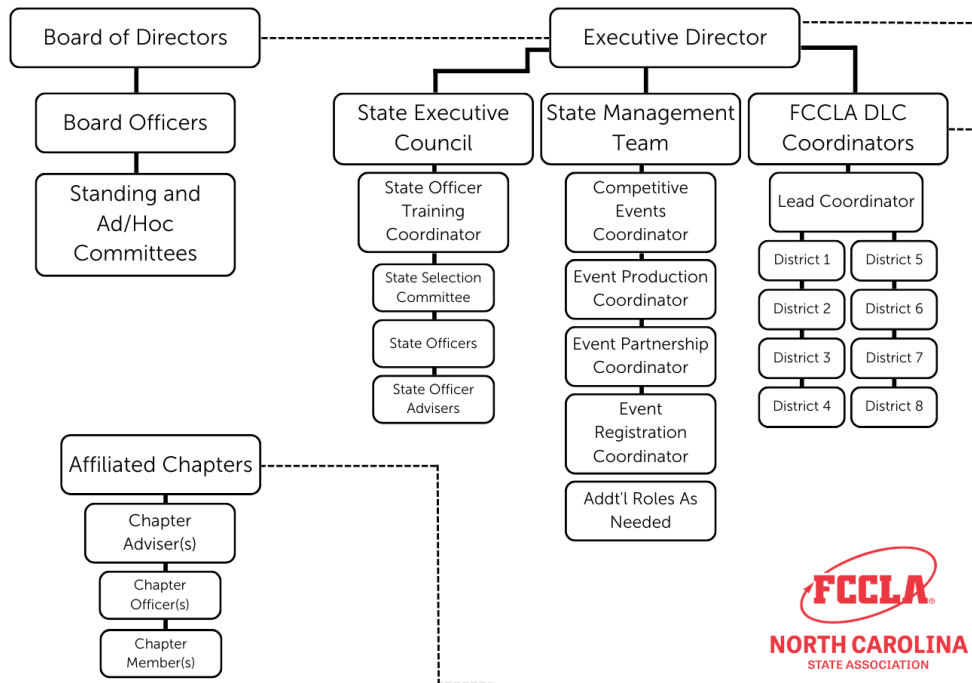 Board of Directors
Executive Director
Board Officers
State Executive
Council
State Management
Team
FCCLA DLC
Coordinators
Standing and
Ad/Hoc
Committees
State Officer
Training
Coordinator
State Selection
Committee
State Officers
State Officer
Advisers
Competitive
Events
Coordinator
Event Production
Coordinator
Event Partnership
Coordinator
Event
Registration
Coordinator
Addt'l Roles As
Needed
Lead Coordinator
District 1
District 5
District 2
District 6
District 3
District 7
District 4
District 8
Affiliated Chapters
Chapter
Adviser(s)
Chapter
Officer(s)
Chapter
Member(s)
FCCLA®
NORTH CAROLINA
STATE ASSOCIATION